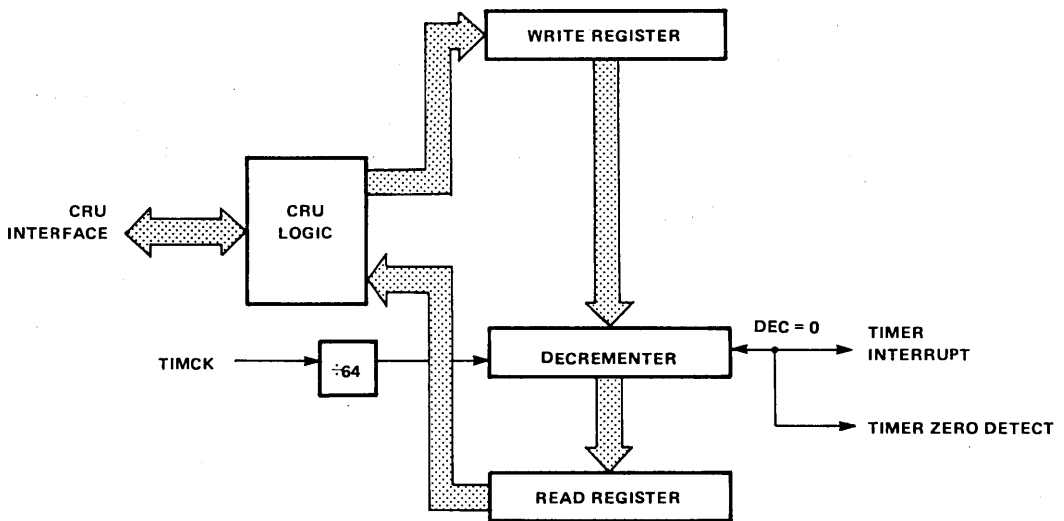 WRITE REGISTER
CRU
INTERFACE
CRU
LOGIC
DEC = 0
TIMER
INTERRUPT
TIMCK
÷64
DECREMENTER
TIMER ZERO DETECT
READ REGISTER